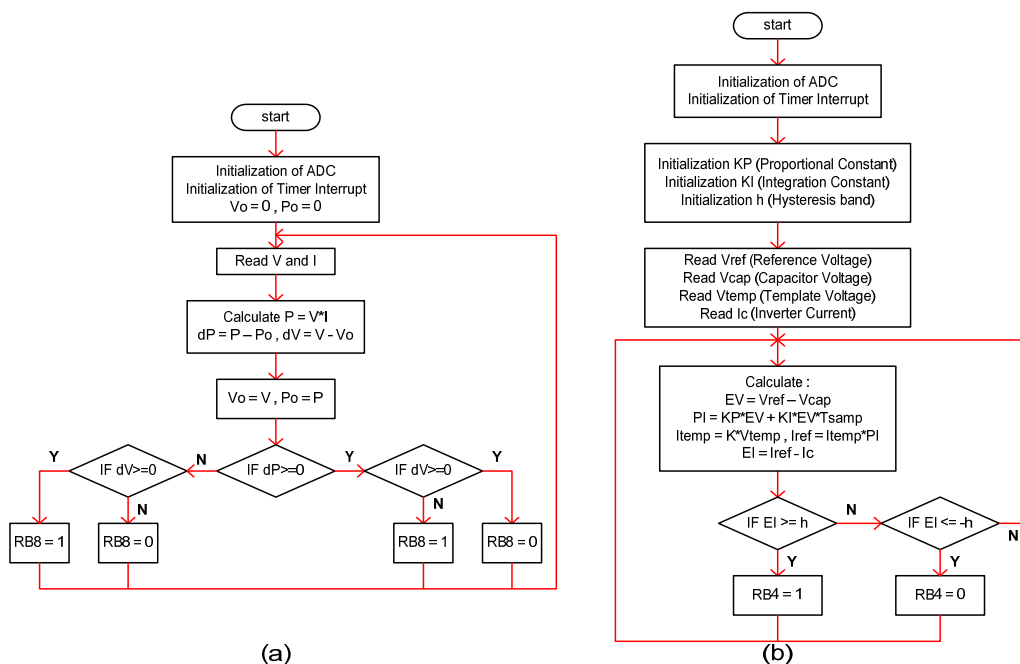 start
Initialization of ADC
Initialization of Timer Interrupt
Vo = 0 , Po = 0
Read V and I
Calculate P = V*I
dP = P – Po , dV = V - Vo
Vo = V , Po = P
Y
IF dV>=0
N
IF dP>=0
Y
IF dV>=0
Y
N
N
RB8 = 1
RB8 = 0
RB8 = 1
RB8 = 0
(a)
start
Initialization of ADC
Initialization of Timer Interrupt
Initialization KP (Proportional Constant)
Initialization KI (Integration Constant)
Initialization h (Hysteresis band)
Read Vref (Reference Voltage)
Read Vcap (Capacitor Voltage)
Read Vtemp (Template Voltage)
Read Ic (Inverter Current)
Calculate :
EV = Vref – Vcap
PI = KP*EV + KI*EV*Tsamp
Itemp = K*Vtemp , Iref = Itemp*PI
EI = Iref - Ic
IF EI >= h
N
IF EI <= -h
N
Y
Y
RB4 = 1
RB4 = 0
(b)